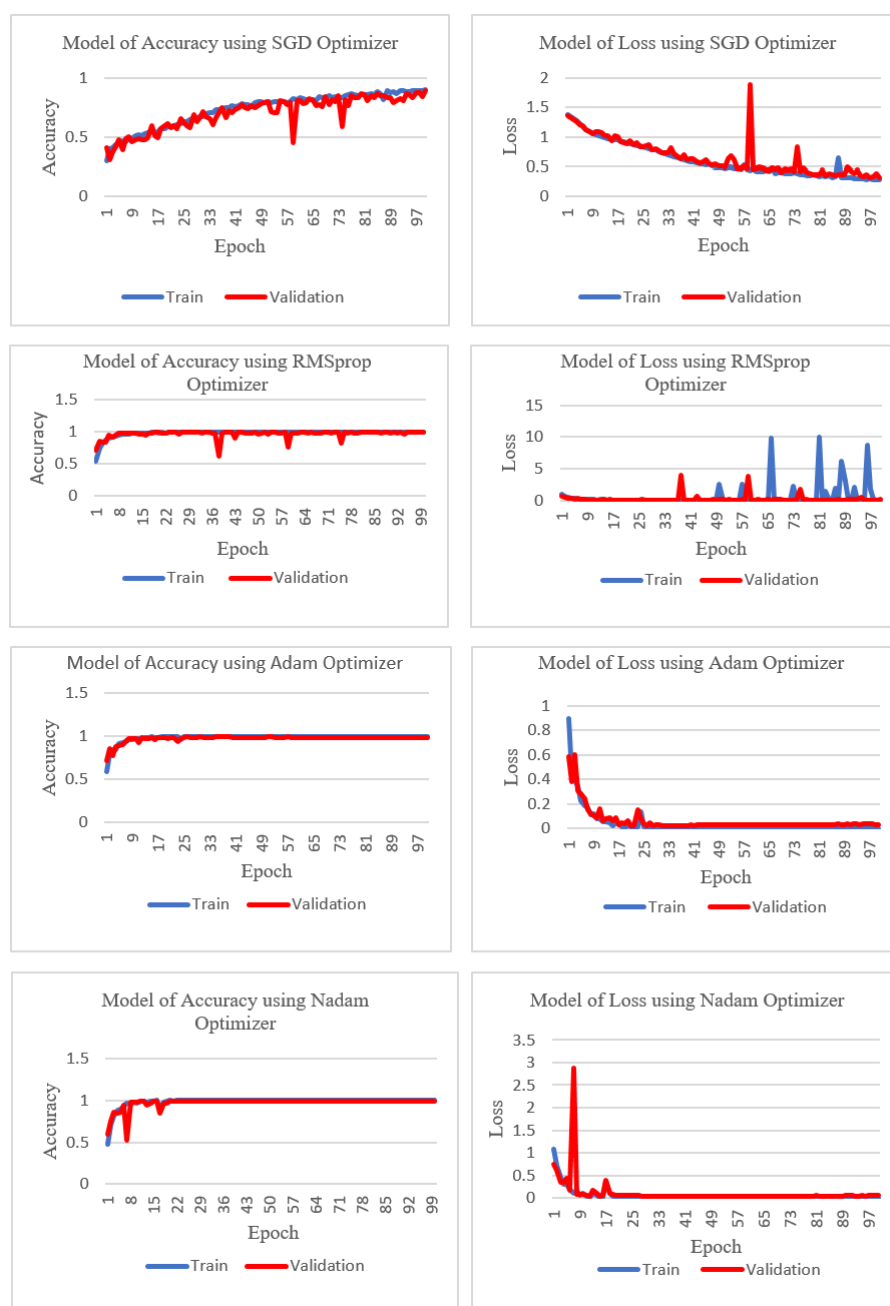 Model of Accuracy using SGD Optimizer
1
0.5
0
Accuracy
1 9 17 25 33 41 49 57 65 73 81 89 97
Epoch
Train Validation
Model of Loss using SGD Optimizer
2
1.5
1
0.5
0
Loss
1 9 17 25 33 41 49 57 65 73 81 89 97
Epoch
Train Validation
Model of Accuracy using RMSprop
Optimizer
1.5
1
0.5
0
Accuracy
1 8 15 22 29 36 43 50 57 64 71 78 85 92 99
Epoch
Train Validation
Model of Loss using RMSprop
Optimizer
15
10
5
0
Loss
1 9 17 25 33 41 49 57 65 73 81 89 97
Epoch
Train Validation
Model of Accuracy using Adam Optimizer
1.5
1
0.5
0
Accuracy
1 9 17 25 33 41 49 57 65 73 81 89 97
Epoch
Train Validation
Model of Loss using Adam Optimizer
1
0.8
0.6
0.4
0.2
0
Loss
1 9 17 25 33 41 49 57 65 73 81 89 97
Epoch
Train Validation
Model of Accuracy using Nadam
Optimizer
1.5
1
0.5
0
Accuracy
1 8 15 22 29 36 43 50 57 64 71 78 85 92 99
Epoch
Train Validation
Model of Loss using Nadam Optimizer
3.5
3
2.5
2
1.5
1
0.5
0
Loss
1 9 17 25 33 41 49 57 65 73 81 89 97
Epoch
Train Validation